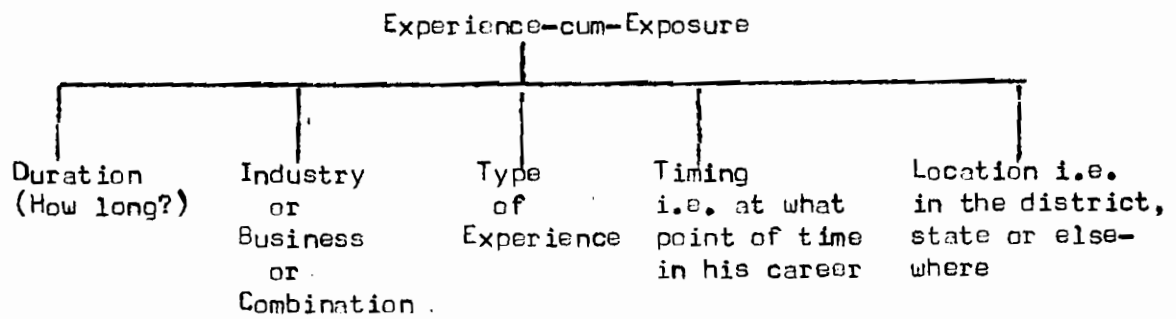 Experience-cum-Exposure
Duration
(How long?)
Industry
or
Business
or
Combination
Type
of
Experience
Timing
i.e. at what
point of time
in his career
Location i.e.
in the district,
state or else-
where